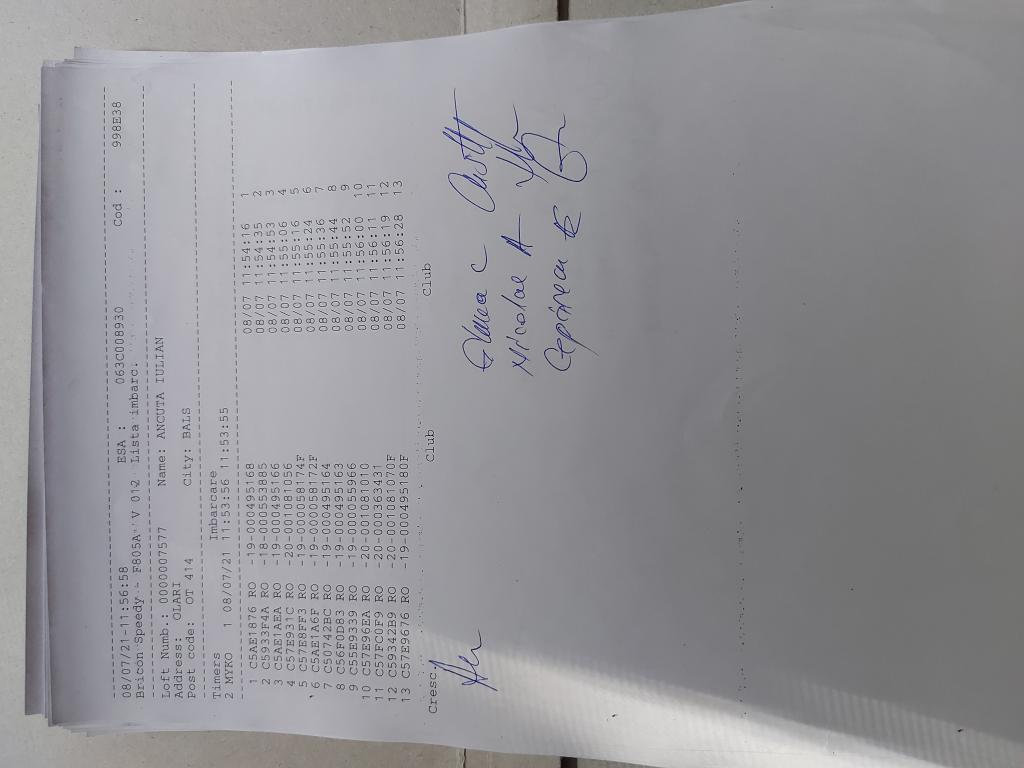 08/07/21-11:56:58 ESA : 063C008930 Cod : 998E38
Bricon Speedy - F805A V 012 Lista imbarc.
Loft Numb.: 0000007577 Name: ANCUTA IULIAN
Address: OLARI
Post code: OT 414 City: BALS
Timers Imbarcare
2 MYKO 1 08/07/21 11:53:56 11:53:55
1 C5AE1876 RO -19-000495168 08/07 11:54:16 1
2 C5933F4A RO -18-000553885 08/07 11:54:35 2
3 C5AE1AEA RO -19-000495166 08/07 11:54:53 3
4 C57E931C RO -20-001081056 08/07 11:55:06 4
5 C57E8FF3 RO -19-000058174F 08/07 11:55:16 5
6 C5AE1A6F RO -19-000058172F 08/07 11:55:24 6
7 C50742BC RO -19-000495164 08/07 11:55:36 7
8 C56F0D83 RO -19-000495163 08/07 11:55:44 8
9 C55E9339 RO -19-000055966 08/07 11:55:52 9
10 C57E96EA RO -20-001081010 08/07 11:56:00 10
11 C57FC0F9 RO -20-000363431 08/07 11:56:11 11
12 C59342B9 RO -20-001081070F 08/07 11:56:19 12
13 C57E9676 RO -19-000495180F 08/07 11:56:28 13
Cresc. Club Club
Nicolae A